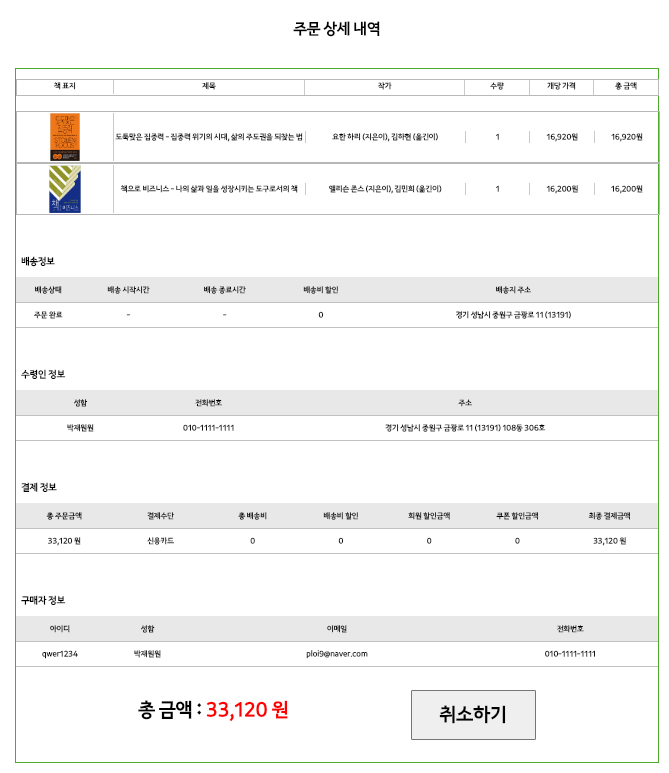 주문 상세 내역
책 표지 제목 작가 수량 개당 가격 총 금액
도둑맞은 집중력 - 집중력 위기의 시대, 삶의 주도권을 되찾는 법 요한 하리 (지은이), 김하현 (옮긴이) 1 16,920원 16,920원
책으로 비즈니스 - 나의 삶과 일을 성장시키는 도구로서의 책 앨리슨 존스 (지은이), 김민희 (옮긴이) 1 16,200원 16,200원
배송정보
배송상태 배송 시작시간 배송 종료시간 배송비 할인 배송지 주소
주문 완료 - - 0 경기 성남시 중원구 금광로 11 (13191)
수령인 정보
성함 전화번호 주소
박재원원 010-1111-1111 경기 성남시 중원구 금광로 11 (13191) 108동 306호
결제 정보
총 주문금액 결제수단 총 배송비 배송비 할인 회원 할인금액 쿠폰 할인금액 최종 결제금액
33,120 원 신용카드 0 0 0 0 33,120 원
구매자 정보
아이디 성함 이메일 전화번호
qwer1234 박재원원 ploi9@naver.com 010-1111-1111
총 금액 : 33,120 원 취소하기